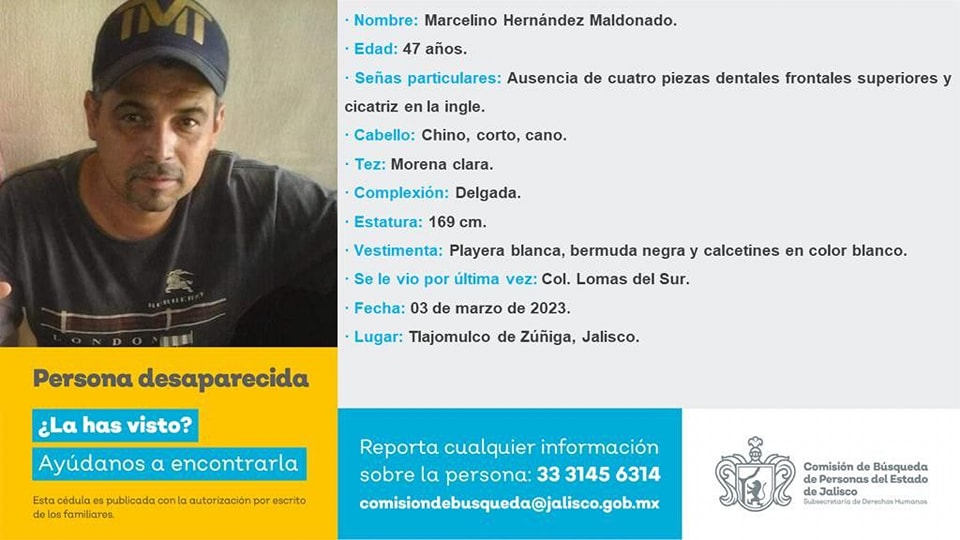 TMT
BURBERRY
LONDON
· Nombre: Marcelino Hernández Maldonado.
· Edad: 47 años.
· Señas particulares: Ausencia de cuatro piezas dentales frontales superiores y
cicatriz en la ingle.
· Cabello: Chino, corto, cano.
· Tez: Morena clara.
· Complexión: Delgada.
· Estatura: 169 cm.
· Vestimenta: Playera blanca, bermuda negra y calcetines en color blanco.
· Se le vio por última vez: Col. Lomas del Sur.
· Fecha: 03 de marzo de 2023.
· Lugar: Tlajomulco de Zúñiga, Jalisco.
Persona desaparecida
¿La has visto?
Ayúdanos a encontrarla
Esta cédula es publicada con la autorización por escrito
de los familiares.
Reporta cualquier información
sobre la persona: 33 3145 6314
comisiondebusqueda@jalisco.gob.mx
Comisión de Búsqueda
de Personas del Estado
de Jalisco
Subsecretaría de Derechos Humanos